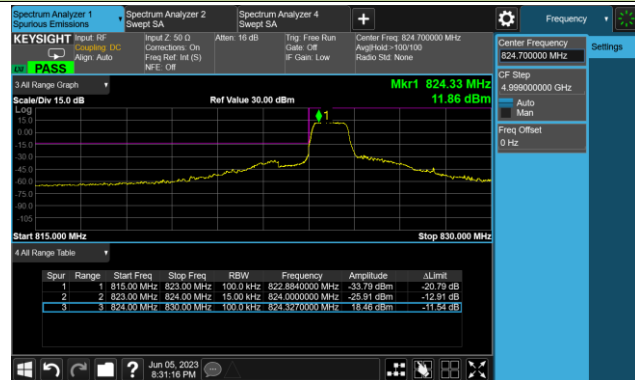 Spectrum Analyzer 1
Spurious Emissions
Spectrum Analyzer 2
Swept SA
Spectrum Analyzer 3
Swept SA
Frequency
KEYSIGHT
Input: RF
Coupling: DC
Align: Auto
Input Z: 50 Ω
Corrections: On
Freq Ref: Int (S)
NFE: Off
Atten: 16 dB
Trig: Free Run
Gate: Off
IF Gain: Low
Center Freq: 824.700000 MHz
Avg|Hold:>100/100
Radio Std: None
PASS
Center Frequency
824.700000 MHz
Settings
CF Step
4.999000000 GHz
Auto
Man
Freq Offset
0 Hz
3 All Range Graph
Mkr1 824.33 MHz
Scale/Div 15.0 dB
Ref Value 30.00 dBm
11.86 dBm
Log
15.0
0.00
-15.0
-30.0
-45.0
-60.0
-75.0
-90.0
-105
1
Start 815.000 MHz
Stop 830.000 MHz
4 All Range Table
Spur Range Start Freq Stop Freq RBW Frequency Amplitude ΔLimit
1 1 815.00 MHz 823.00 MHz 100.0 kHz 822.8840000 MHz -33.79 dBm -20.79 dB
2 2 823.00 MHz 824.00 MHz 15.00 kHz 824.0000000 MHz -25.91 dBm -12.91 dB
3 3 824.00 MHz 830.00 MHz 100.0 kHz 824.3270000 MHz 18.46 dBm -11.54 dB
Jun 05, 2023
8:31:16 PM